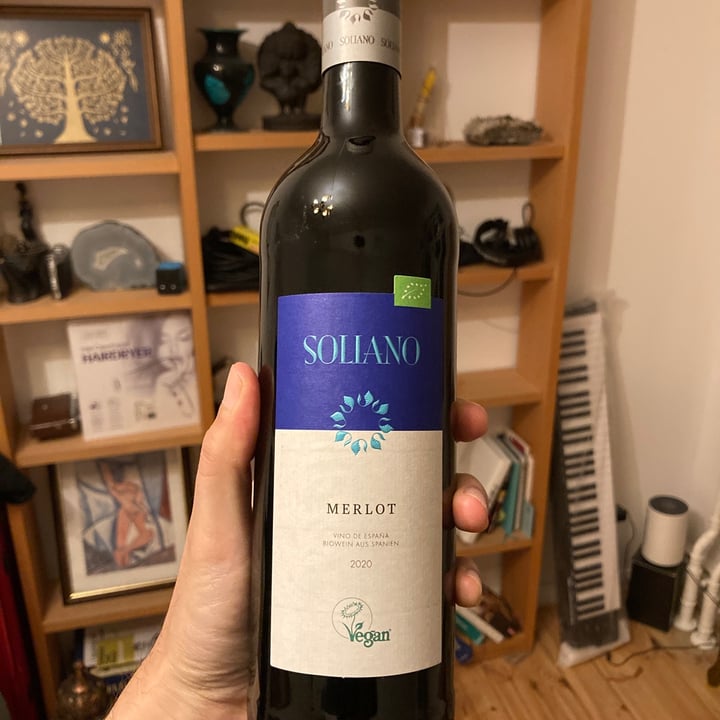 SOLIANO
SOLIANO
MERLOT
VINO DE ESPAÑA
BIOWEIN AUS SPANIEN
2020
Vegan
HAIRDRYER